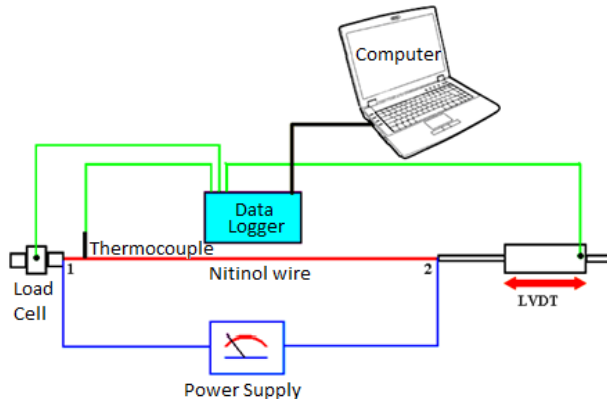 Computer
Data
Logger
Thermocouple
1
Nitinol wire
2
Load
Cell
LVDT
Power Supply